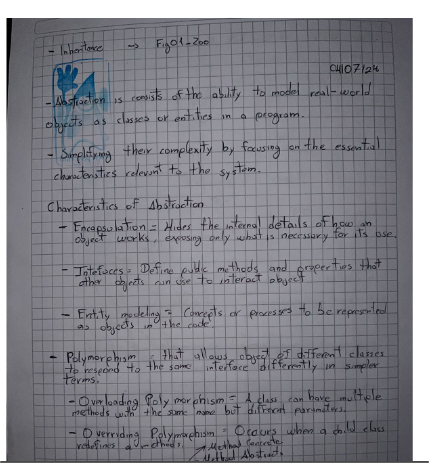 - Inheritance → Fig01-Zoo
04/07/24
- Abstraction is consists of the ability to model real-world
objects as classes or entities in a program.
- Simplifying their complexity by focusing on the essential
characteristics relevant to the system.
Characteristics of Abstraction
- Encapsulation = Hides the internal details of how an
object works, exposing only what is necessary for its use.
- Intefaces = Define public methods and properties that
other objects can use to interact object
- Entity modeling = Concepts or processes to be represented
as objects in the code.
- Polymorphism = that allows object of different classes
to respond to the same interface differently in simpler
terms.
- Overloading Polymorphism = A class can have multiple
methods with the same name but different parameters.
- Overriding Polymorphism = Occurs when a child class
redefines a methods. → Method Concrete
Method Abstract